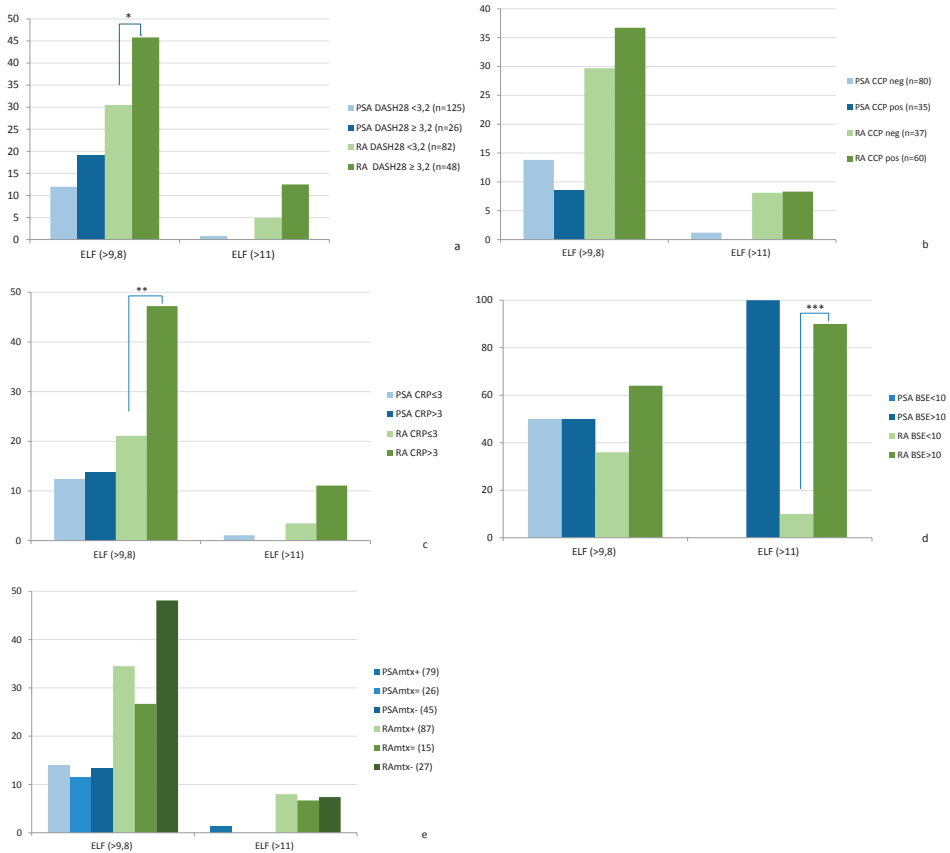 50
45
40
35
30
25
20
15
10
5
0
*
ELF (>9,8)
ELF (>11)
PSA DASH28 <3,2 (n=125)
PSA DASH28 ≥ 3,2 (n=26)
RA DASH28 <3,2 (n=82)
RA DASH28 ≥ 3,2 (n=48)
a
40
35
30
25
20
15
10
5
0
ELF (>9,8)
ELF (>11)
PSA CCP neg (n=80)
PSA CCP pos (n=35)
RA CCP neg (n=37)
RA CCP pos (n=60)
b
50
40
30
20
10
0
**
ELF (>9,8)
ELF (>11)
PSA CRP≤3
PSA CRP>3
RA CRP≤3
RA CRP>3
c
100
80
60
40
20
0
***
ELF (>9,8)
ELF (>11)
PSA BSE<10
PSA BSE>10
RA BSE<10
RA BSE>10
d
50
40
30
20
10
0
ELF (>9,8)
ELF (>11)
PSAmtx+ (79)
PSAmtx= (26)
PSAmtx- (45)
RAmtx+ (87)
RAmtx= (15)
RAmtx- (27)
e